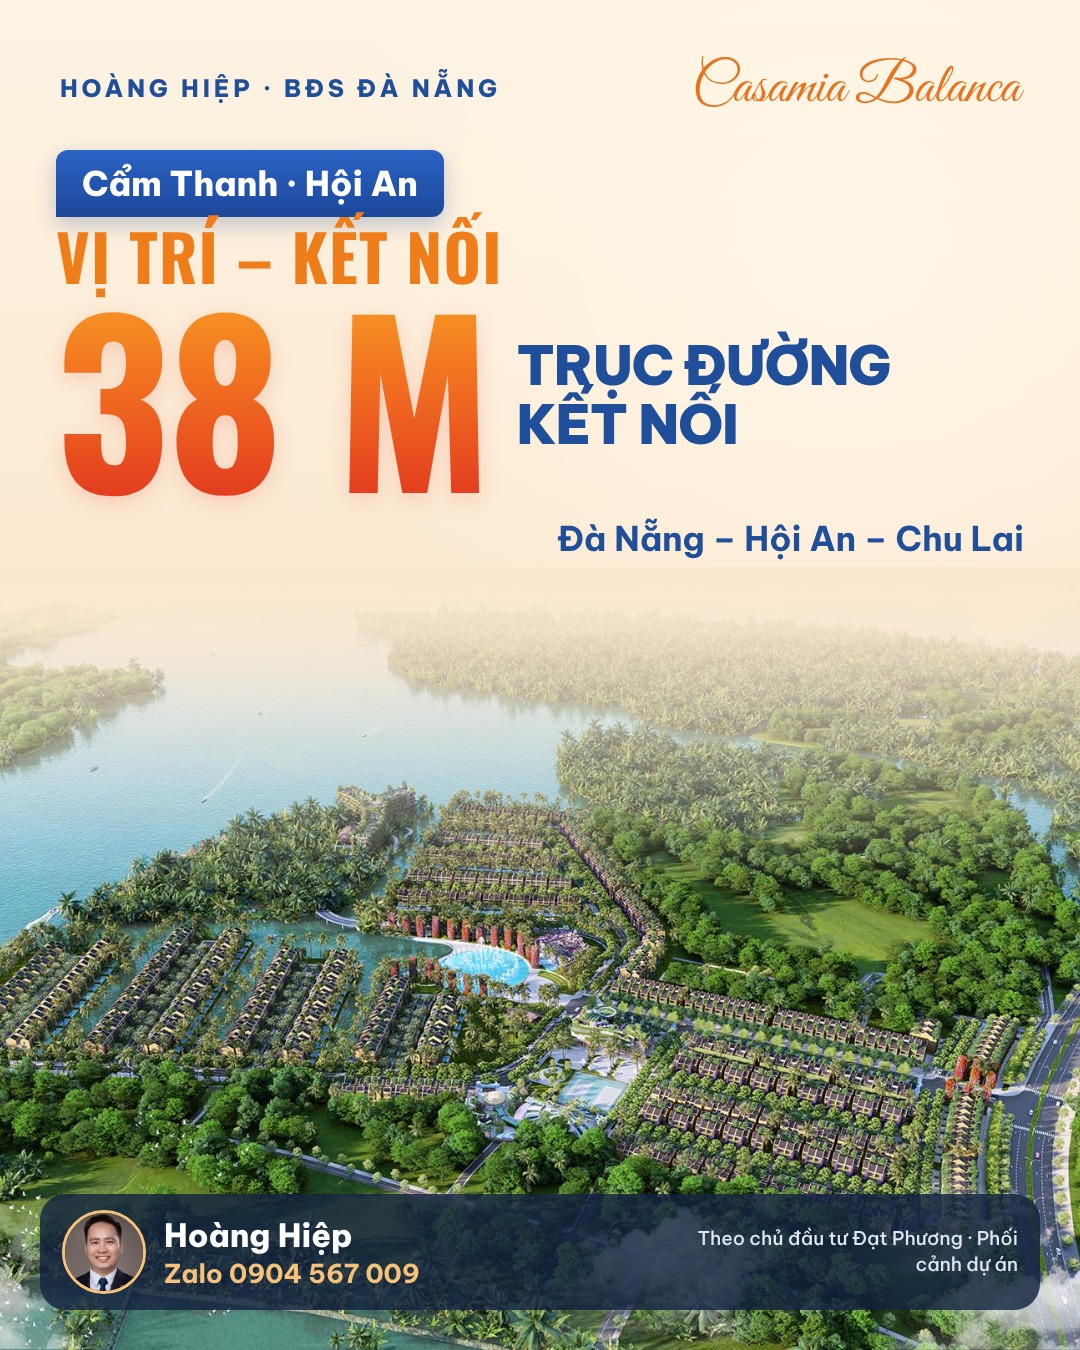 HOÀNG HIỆP · BĐS ĐÀ NẴNG
Casamia Balanca
Cẩm Thanh · Hội An
VỊ TRÍ – KẾT NỐI
38 M
TRỤC ĐƯỜNG
KẾT NỐI
Đà Nẵng – Hội An – Chu Lai
Hoàng Hiệp
Zalo 0904 567 009
Theo chủ đầu tư Đạt Phương · Phối
cảnh dự án